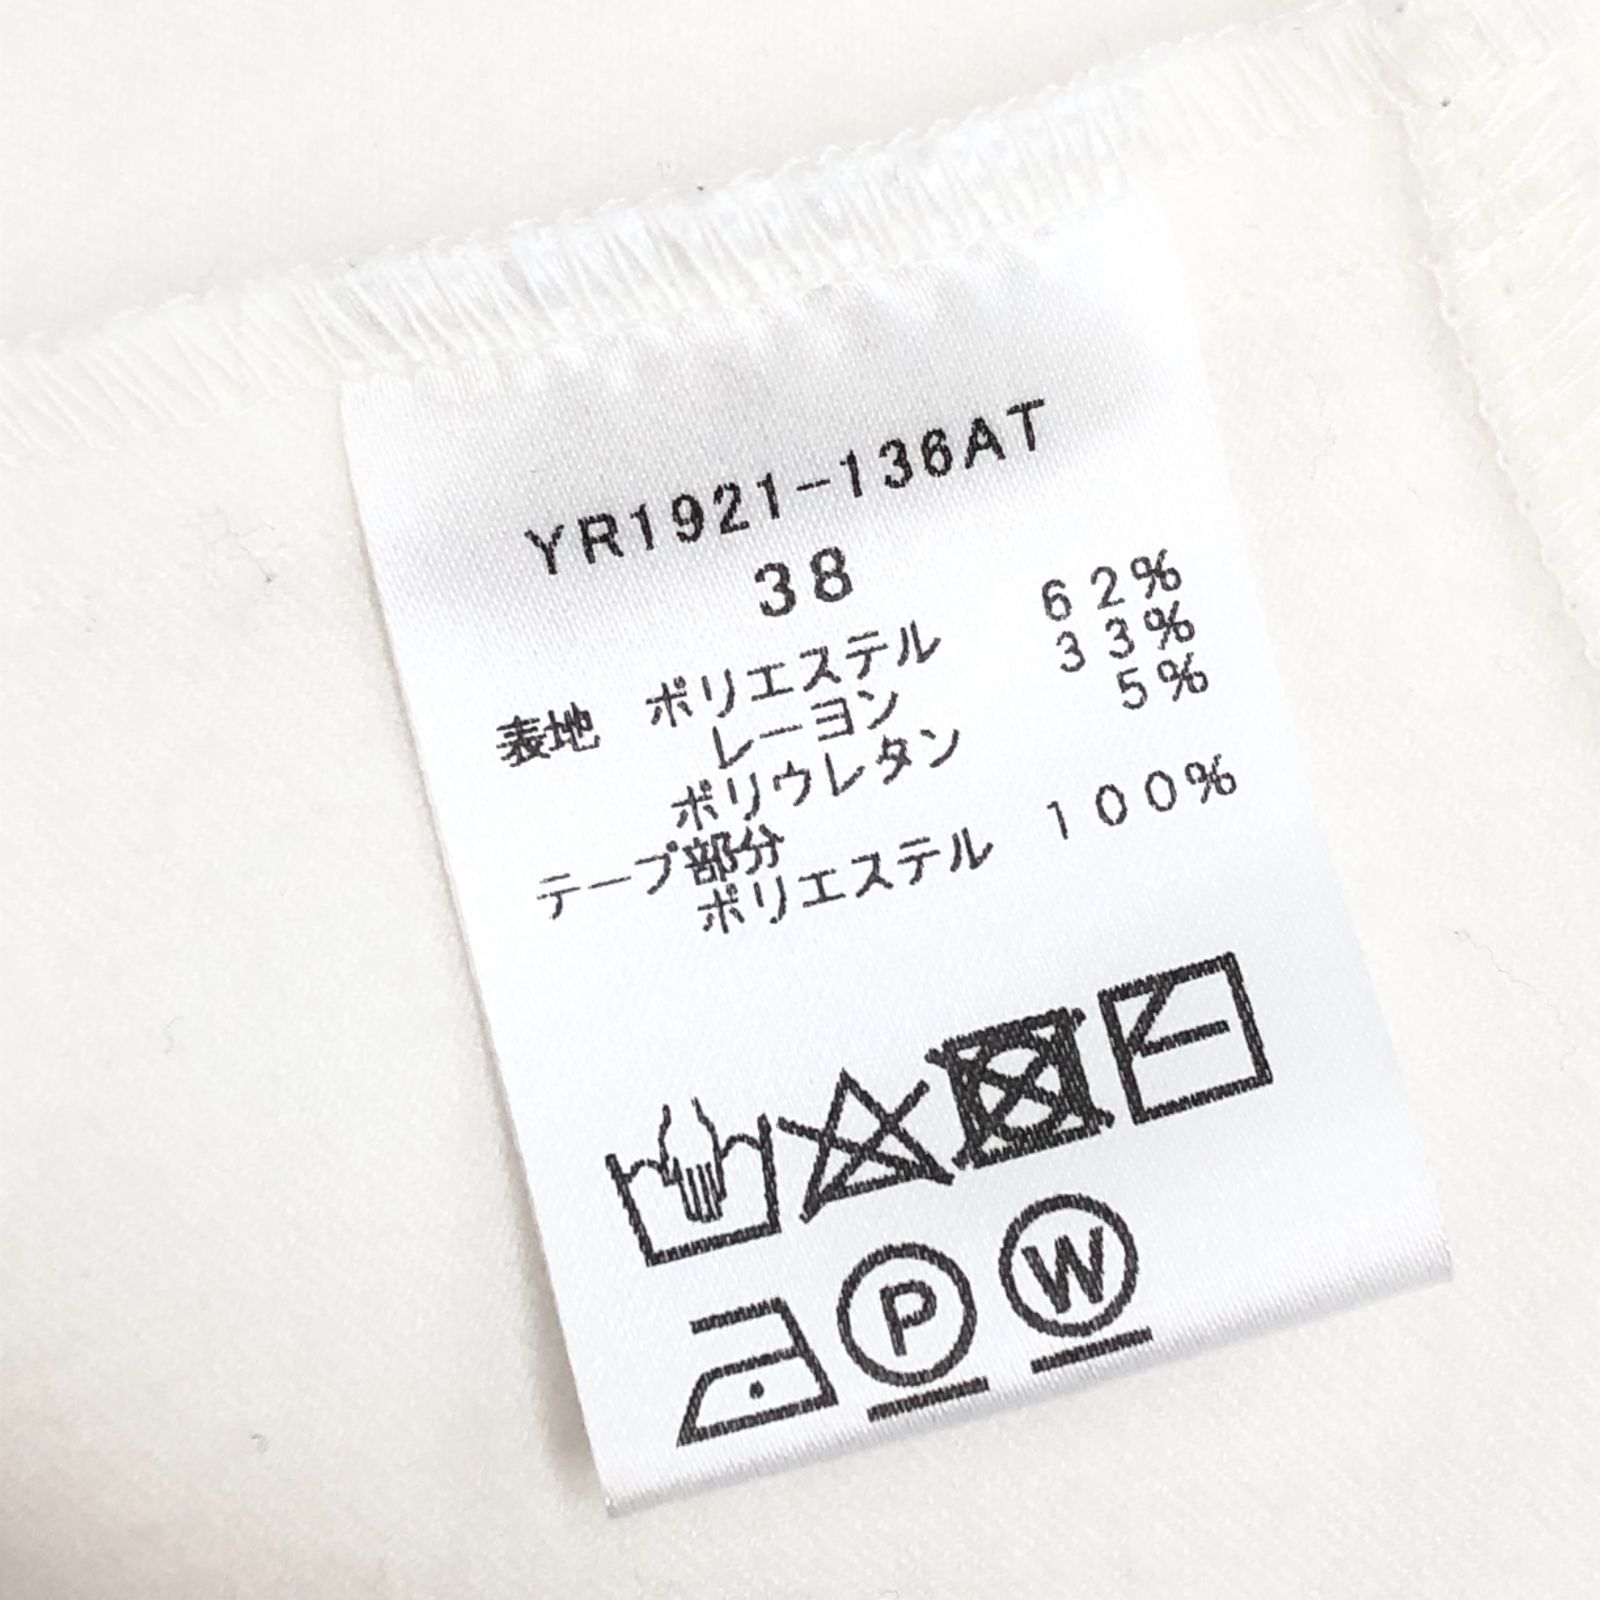 YR1921-136AT
38
表地 ポリエステル 62%
レーヨン 33%
ポリウレタン 5%
テープ部分
ポリエステル 100%
P W